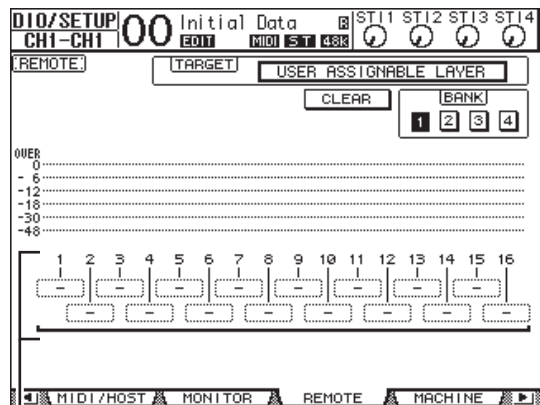 DIO/SETUP 00 Initial Data R ST1 ST2 ST3 ST4
CH1-CH1 EDIT MIDI ST 48K
REMOTE TARGET USER ASSIGNABLE LAYER
CLEAR BANK
1 2 3 4
OVER
0
- 6
-12
-18
-30
-48
1 2 3 4 5 6 7 8 9 10 11 12 13 14 15 16
- - - - - - - -
- - - - - - - -
MIDI/HOST MONITOR REMOTE MACHINE